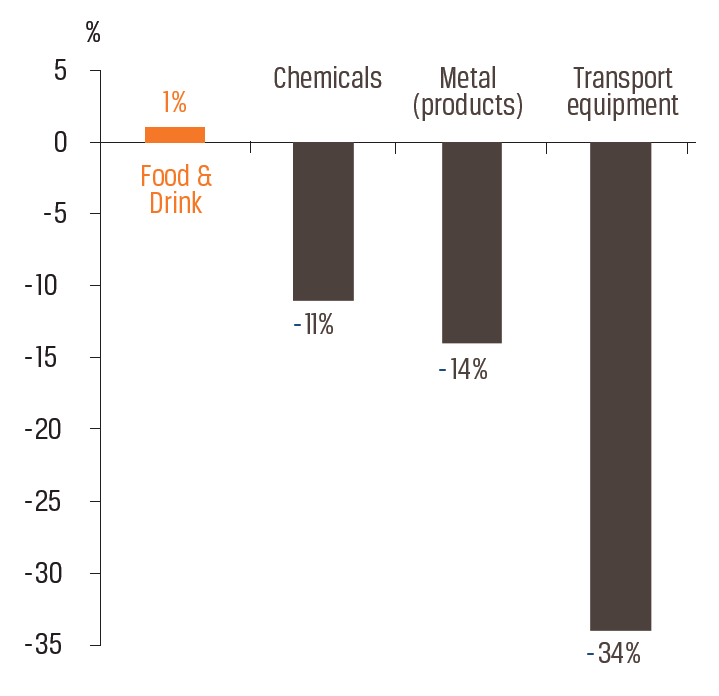 %
5
Chemicals
Metal
(products)
Transport
equipment
1%
0
Food &
Drink
-5
-10
-11%
-15
-14%
-20
-25
-30
-35
-34%